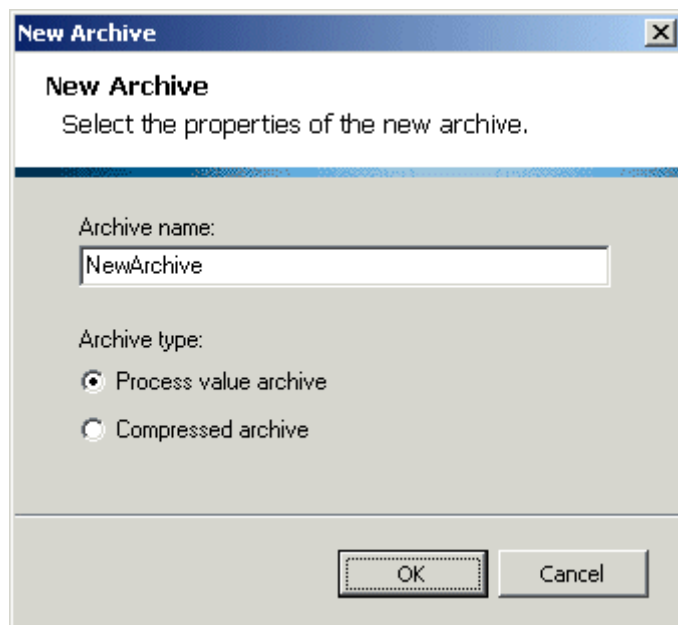 New Archive
New Archive
Select the properties of the new archive.
Archive name:
NewArchive
Archive type:
Process value archive
Compressed archive
OK
Cancel